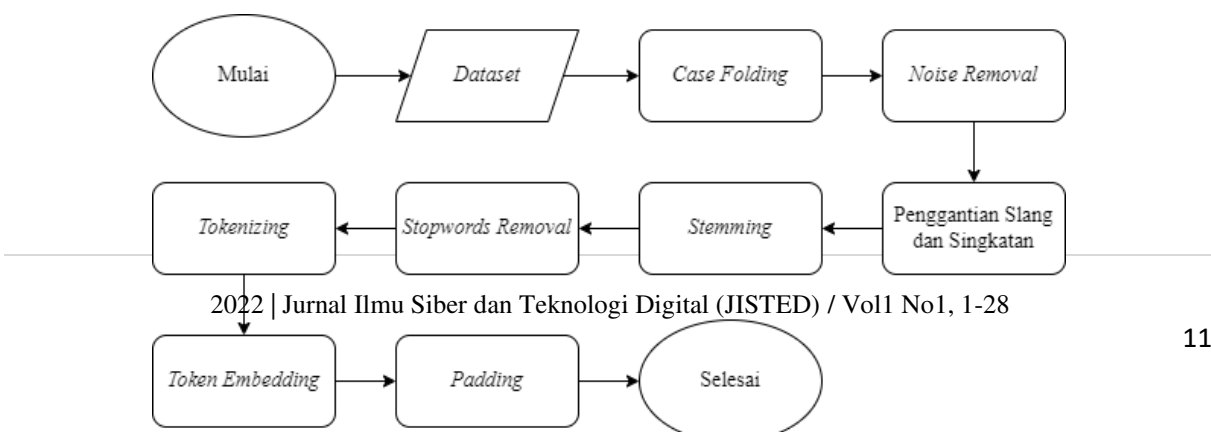 Mulai
Dataset
Case Folding
Noise Removal
Penggantian Slang
dan Singkatan
Stemming
Stopwords Removal
Tokenizing
2022 | Jurnal Ilmu Siber dan Teknologi Digital (JISTED) / Vol1 No1, 1-28
11
Token Embedding
Padding
Selesai